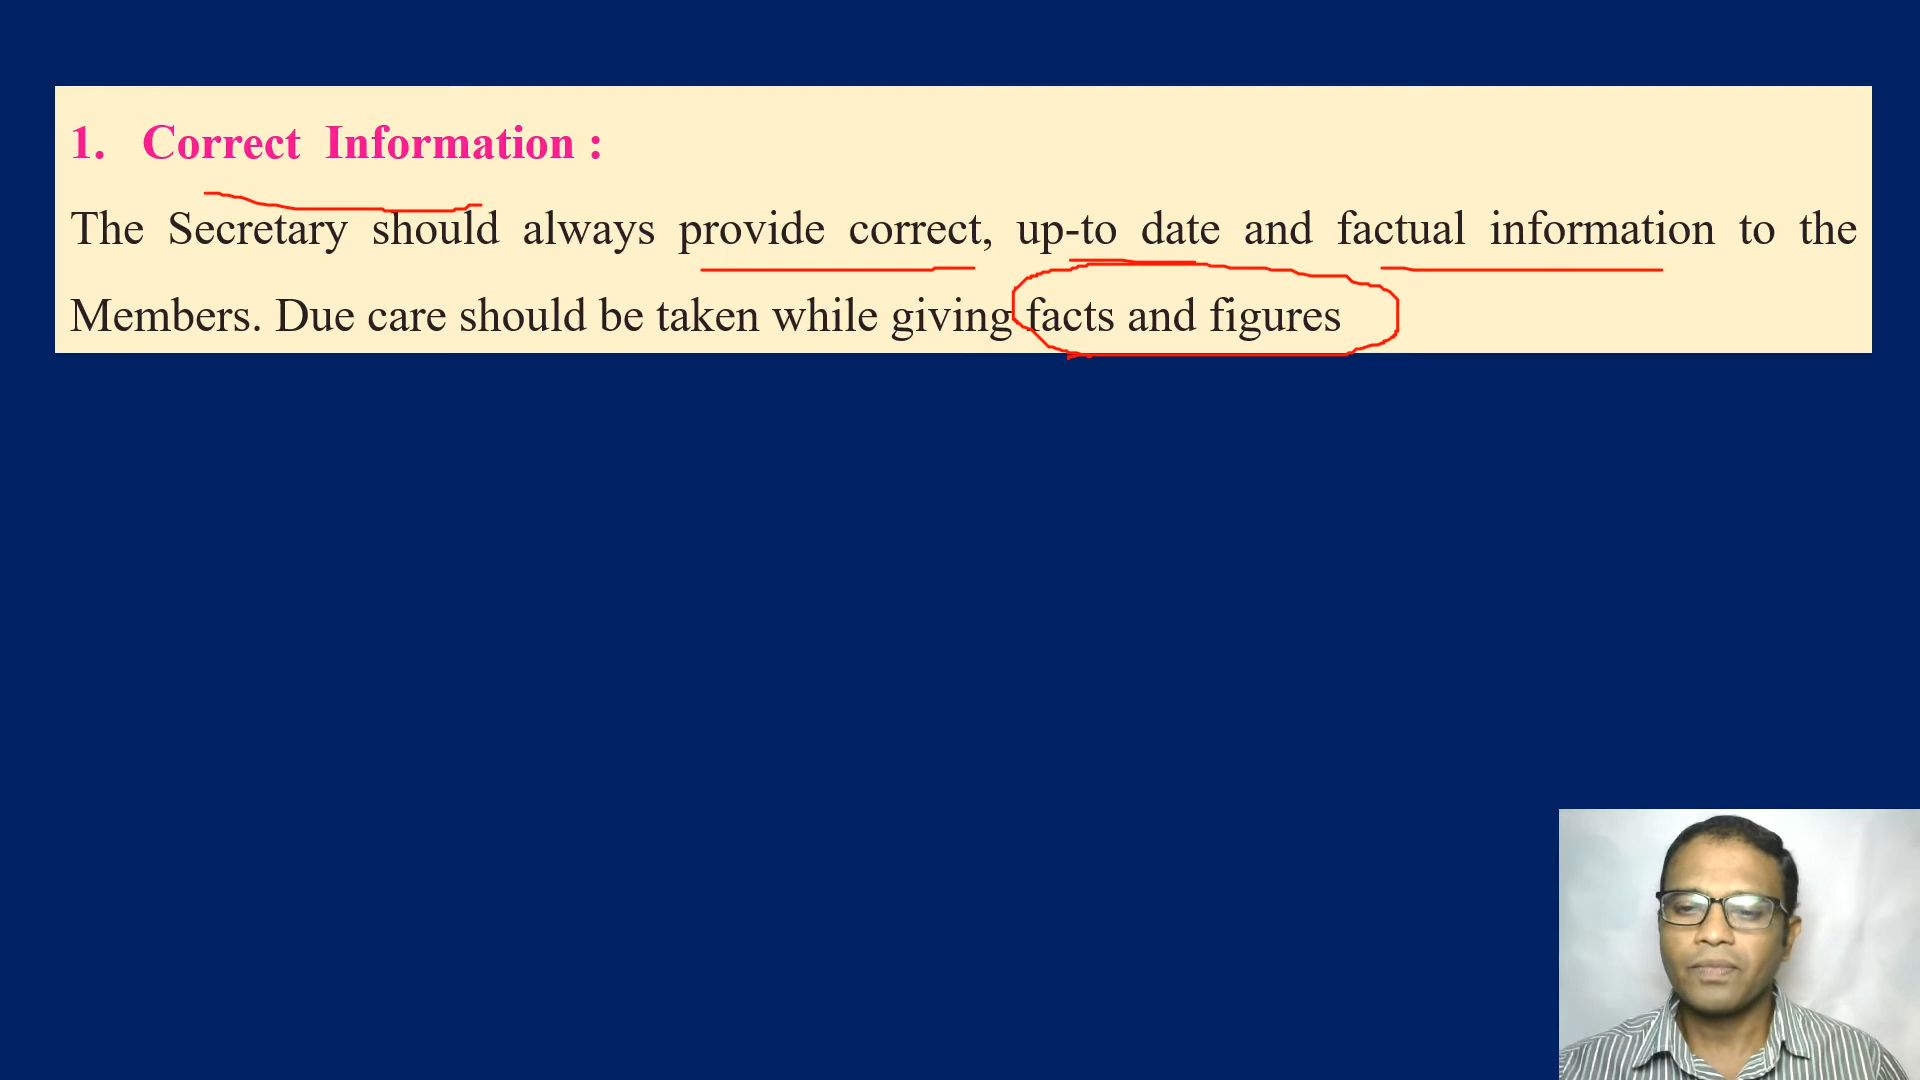 1. Correct Information :
The Secretary should always provide correct, up-to date and factual information to the
Members. Due care should be taken while giving facts and figures